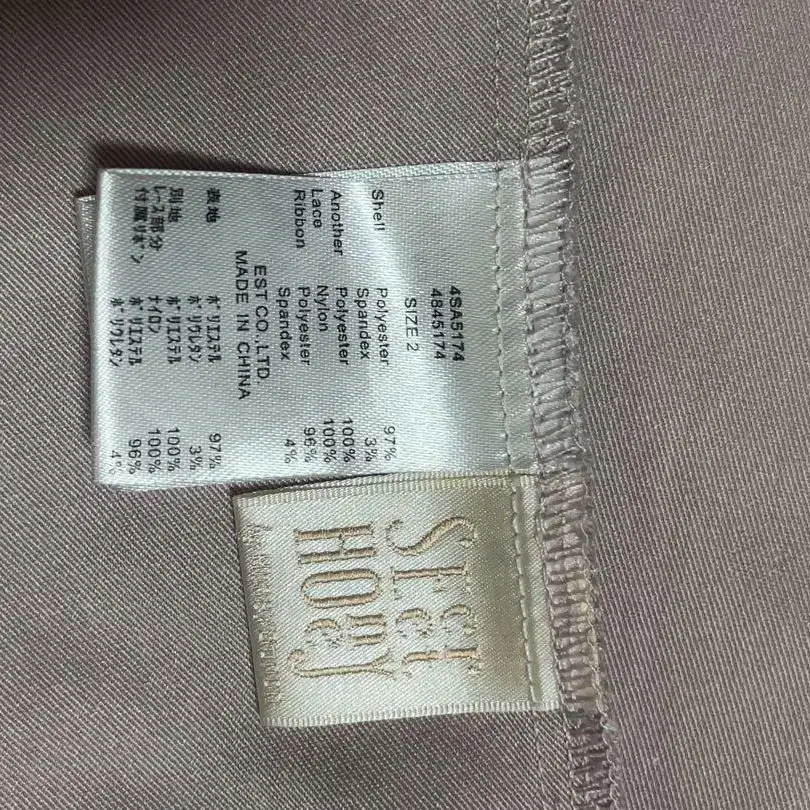 4SA5174
4845174
SIZE 2
Shell Polyester 97%
Spandex 3%
Another Polyester 100%
Lace Nylon 100%
Ribbon Polyester 96%
Spandex 4%
EST CO.,LTD.
MADE IN CHINA
表地 ポリエステル 97%
ポリウレタン 3%
別地 ポリエステル 100%
レース部分 ナイロン 100%
付属リボン ポリエステル 96%
ポリウレタン 4%
Secret
HOney